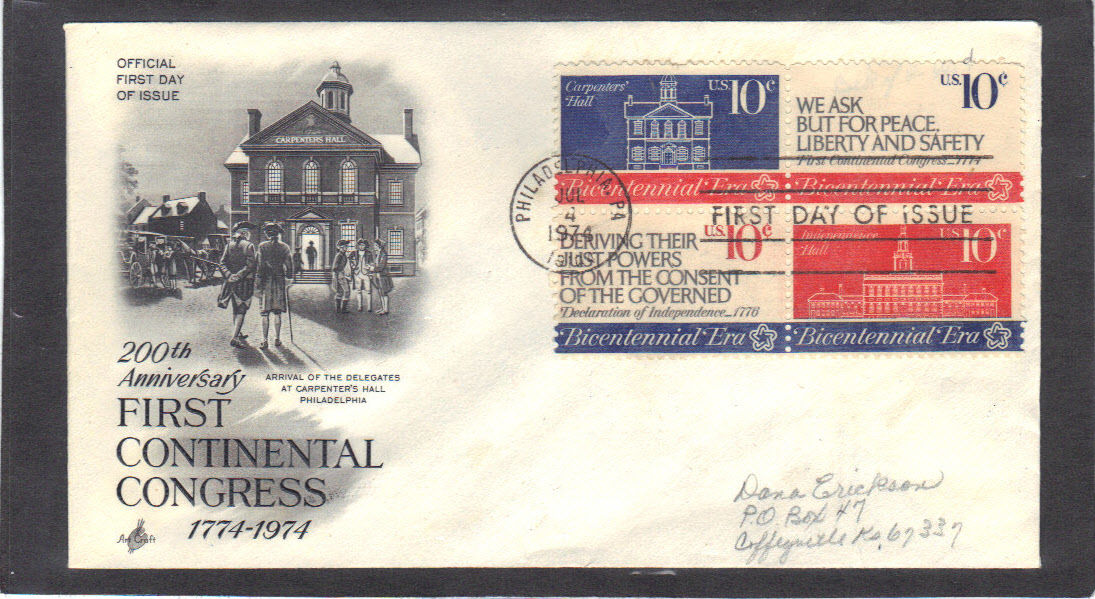 OFFICIAL
FIRST DAY
OF ISSUE
CARPENTERS HALL
200th
Anniversary
FIRST
CONTINENTAL
CONGRESS
1774-1974
ARRIVAL OF THE DELEGATES
AT CARPENTER'S HALL
PHILADELPHIA
Art Craft
Carpenters'
Hall
U.S. 10c
Bicentennial Era
U.S. 10c
WE ASK
BUT FOR PEACE,
LIBERTY AND SAFETY
First Continental Congress...1774
Bicentennial Era
PHILADELPHIA, PA
JUL
4
1974
FIRST DAY OF ISSUE
U.S. 10c
DERIVING THEIR
JUST POWERS
FROM THE CONSENT
OF THE GOVERNED
Declaration of Independence...1776
Bicentennial Era
Independence
Hall
U.S. 10c
Bicentennial Era
Dana Erickson
P.O. Box 47
Coffeyville Ks, 67337